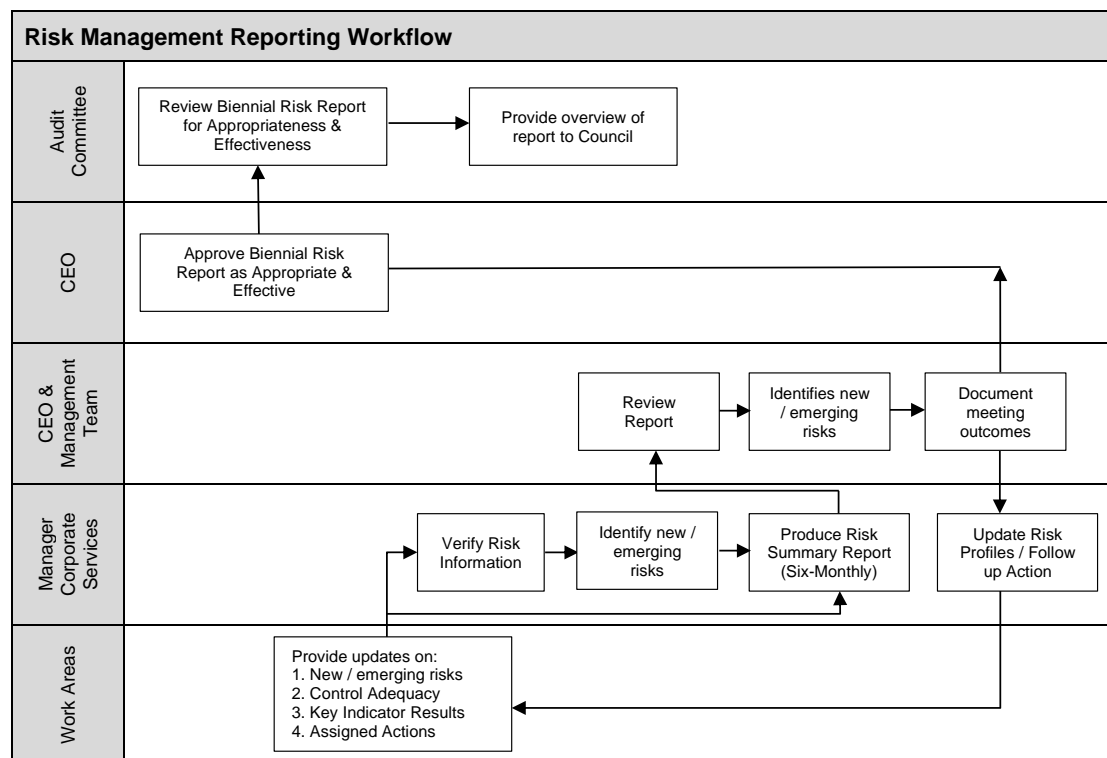 Risk Management Reporting Workflow
Audit
Committee
Review Biennial Risk Report
for Appropriateness &
Effectiveness
Provide overview of
report to Council
CEO
Approve Biennial Risk
Report as Appropriate &
Effective
CEO &
Management
Team
Review
Report
Identifies new
/ emerging
risks
Document
meeting
outcomes
Manager
Corporate
Services
Verify Risk
Information
Identify new /
emerging
risks
Produce Risk
Summary Report
(Six-Monthly)
Update Risk
Profiles / Follow
up Action
Work Areas
Provide updates on:
1. New / emerging risks
2. Control Adequacy
3. Key Indicator Results
4. Assigned Actions